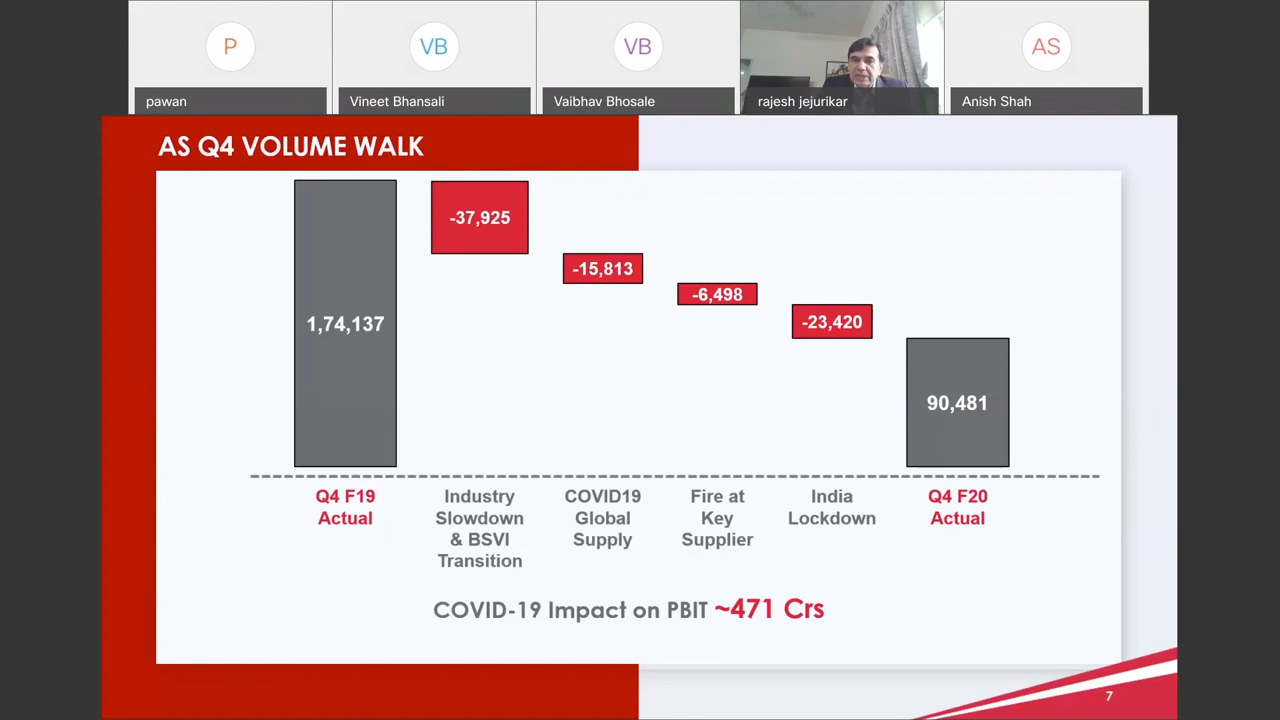 P
VB
VB
AS
pawan
Vineet Bhansali
Vaibhav Bhosale
rajesh jejurikar
Anish Shah
AS Q4 VOLUME WALK
1,74,137
-37,925
-15,813
-6,498
-23,420
90,481
Q4 F19
Actual
Industry
Slowdown
& BSVI
Transition
COVID19
Global
Supply
Fire at
Key
Supplier
India
Lockdown
Q4 F20
Actual
COVID-19 Impact on PBIT ~471 Crs
7